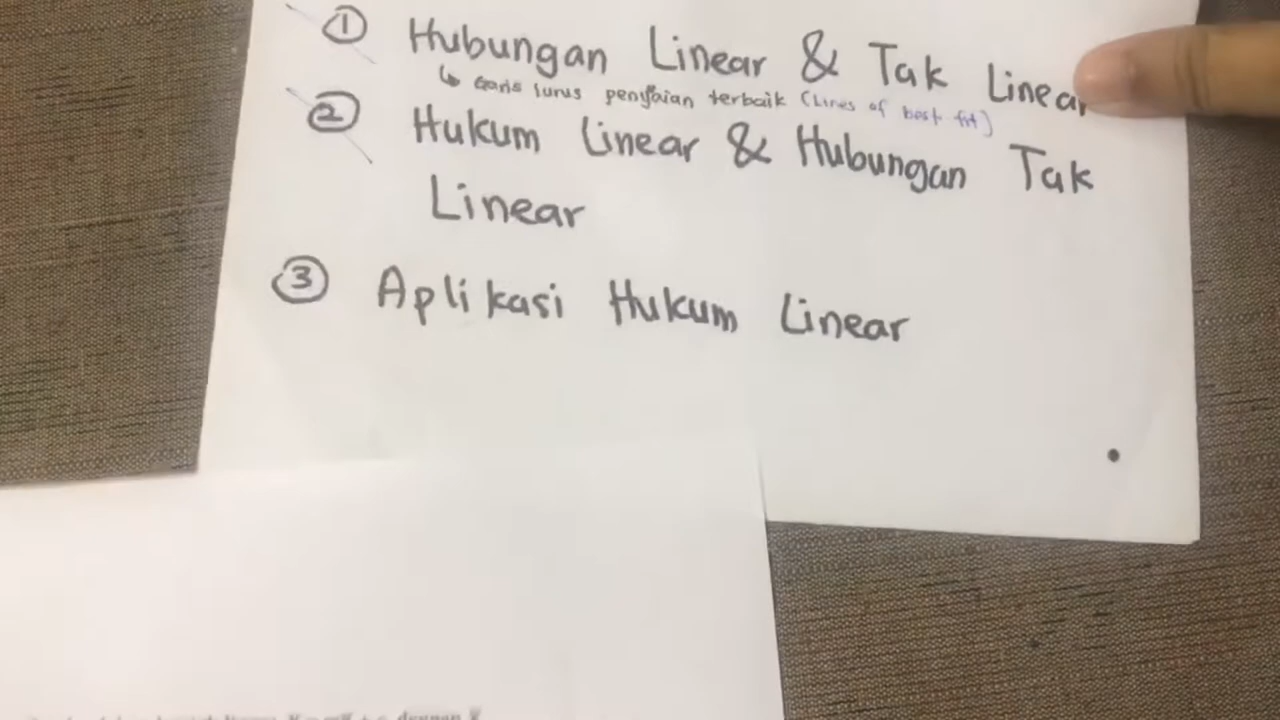 ① Hubungan Linear & Tak Linear
↳ Garis lurus penyuaian terbaik (Lines of best fit)
② Hukum Linear & Hubungan Tak
Linear
③ Aplikasi Hukum Linear